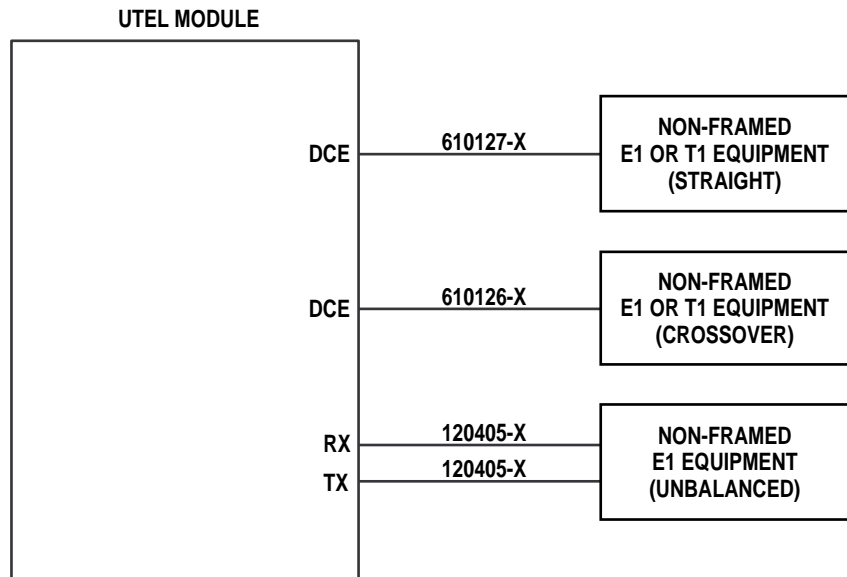 UTEL MODULE
DCE
610127-X
NON-FRAMED
E1 OR T1 EQUIPMENT
(STRAIGHT)
DCE
610126-X
NON-FRAMED
E1 OR T1 EQUIPMENT
(CROSSOVER)
RX
120405-X
TX
120405-X
NON-FRAMED
E1 EQUIPMENT
(UNBALANCED)